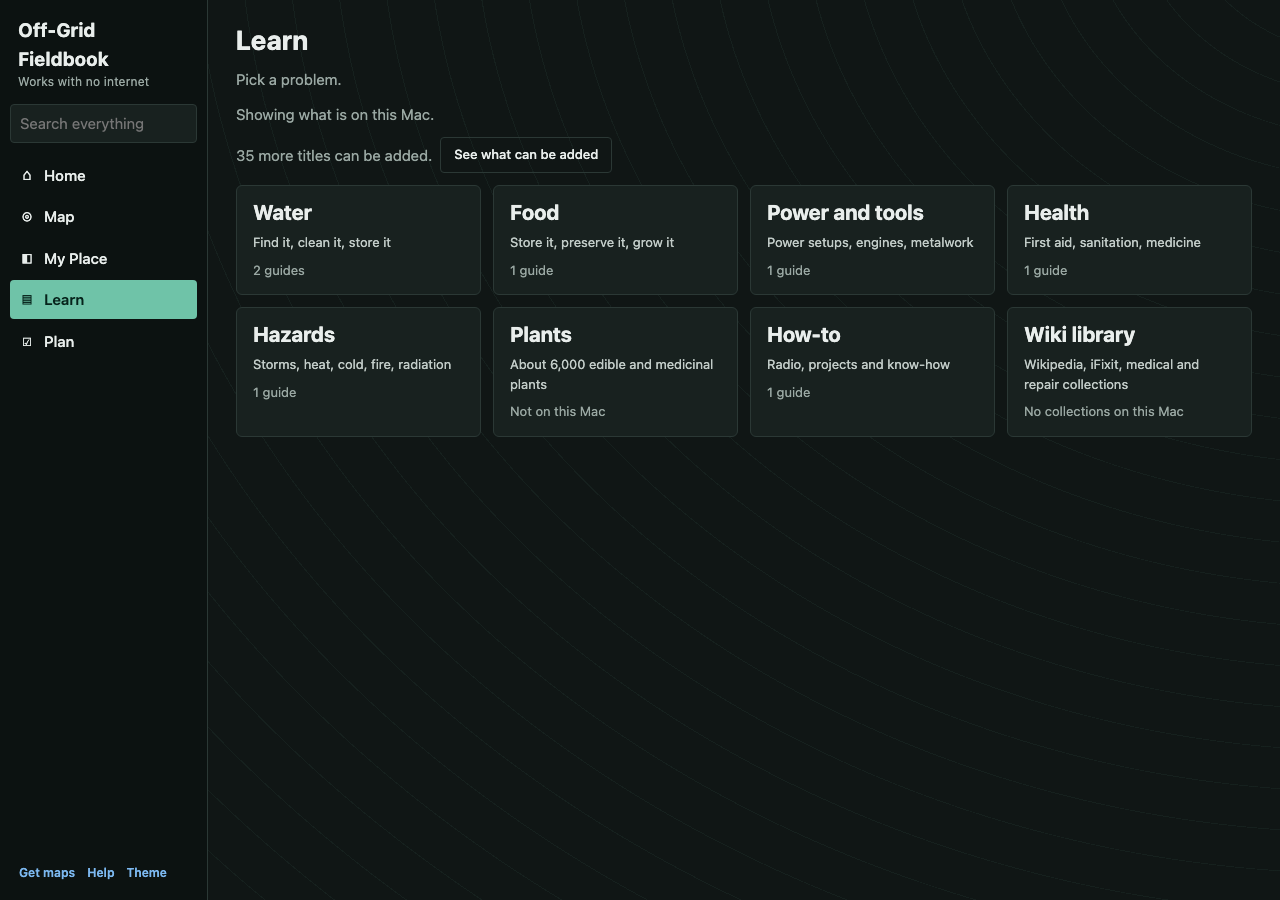 Off-Grid
Fieldbook
Works with no internet
Search everything
Home
Map
My Place
Learn
Plan
Get maps
Help
Theme
Learn
Pick a problem.
Showing what is on this Mac.
35 more titles can be added.
See what can be added
Water
Find it, clean it, store it
2 guides
Food
Store it, preserve it, grow it
1 guide
Power and tools
Power setups, engines, metalwork
1 guide
Health
First aid, sanitation, medicine
1 guide
Hazards
Storms, heat, cold, fire, radiation
1 guide
Plants
About 6,000 edible and medicinal
plants
Not on this Mac
How-to
Radio, projects and know-how
1 guide
Wiki library
Wikipedia, iFixit, medical and
repair collections
No collections on this Mac